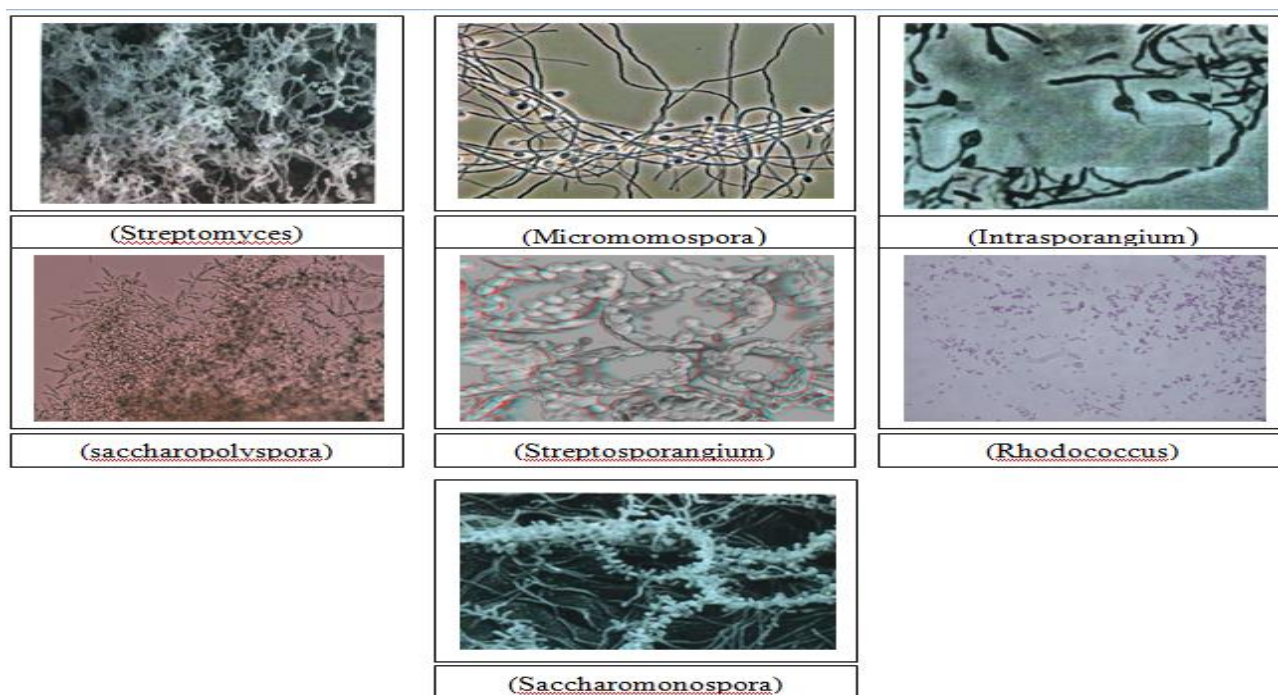 (Streptomyces)
(Micromomospora)
(Intrasporangium)
(saccharopolyspora)
(Streptosporangium)
(Rhodococcus)
(Saccharomonospora)